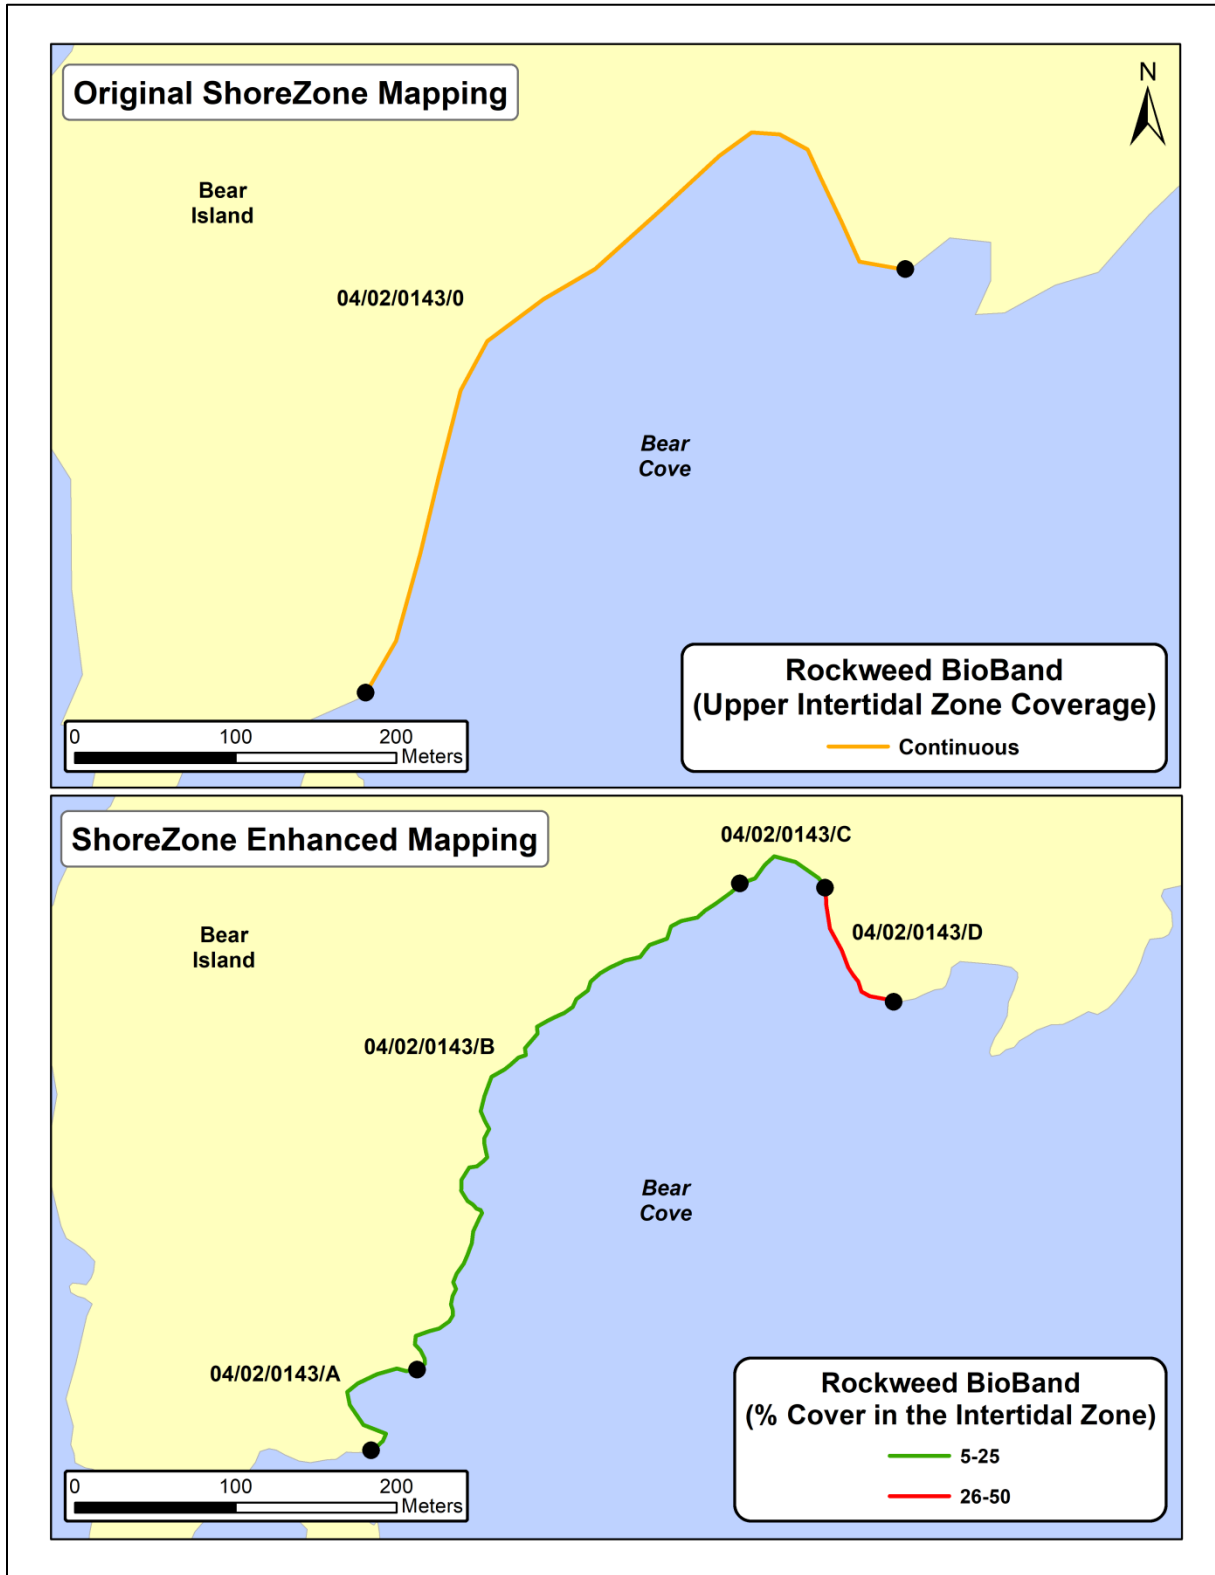 Original ShoreZone Mapping
N
Bear
Island
04/02/0143/0
Bear
Cove
Rockweed BioBand
(Upper Intertidal Zone Coverage)
Continuous
0 100 200
Meters
ShoreZone Enhanced Mapping
04/02/0143/C
Bear
Island
04/02/0143/D
04/02/0143/B
Bear
Cove
04/02/0143/A
Rockweed BioBand
(% Cover in the Intertidal Zone)
5-25
26-50
0 100 200
Meters